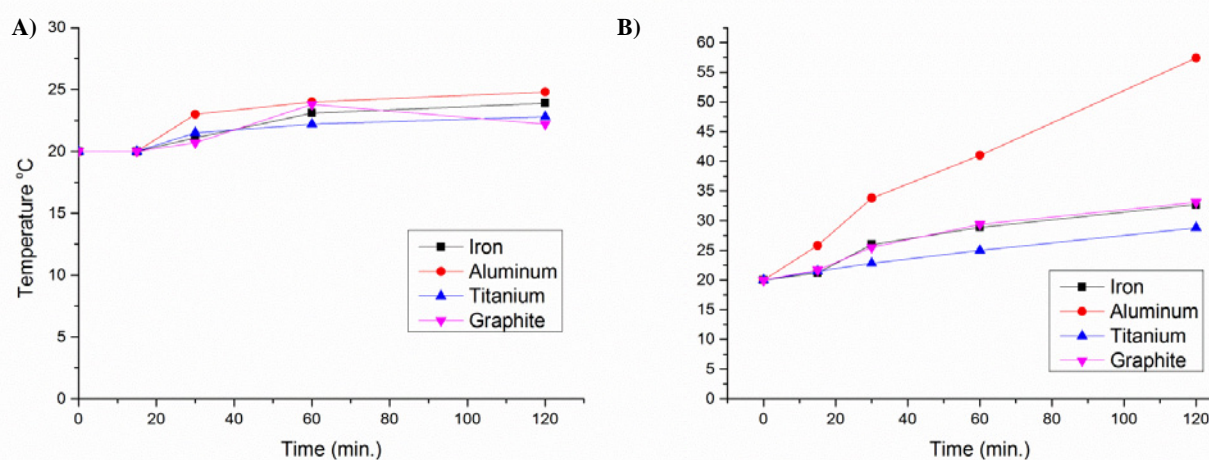 A)
30
25
20
15
10
5
0
Temperature °C
0 20 40 60 80 100 120
Time (min.)
Iron
Aluminum
Titanium
Graphite
B)
60
55
50
45
40
35
30
25
20
15
10
5
0
0 20 40 60 80 100 120
Time (min.)
Iron
Aluminum
Titanium
Graphite